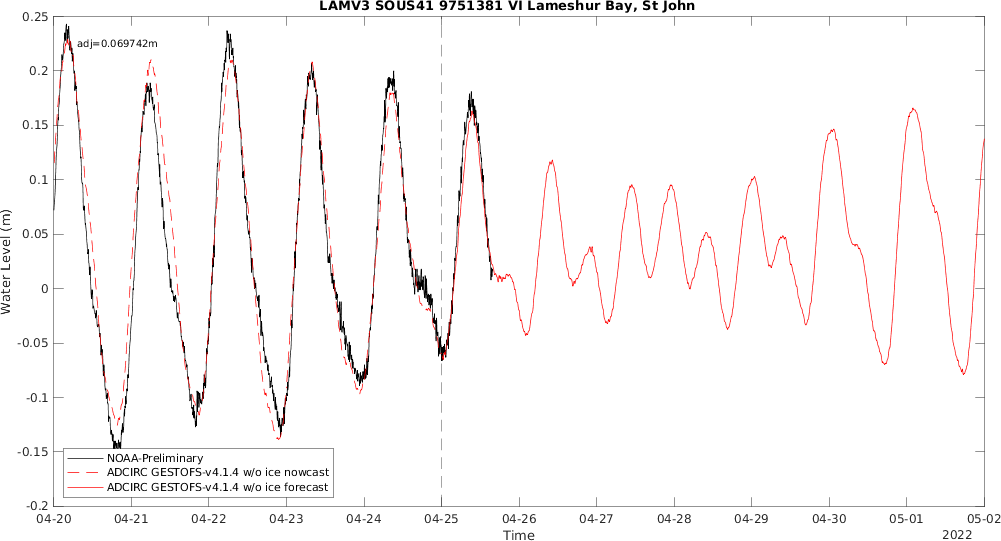 LAMV3 SOUS41 9751381 VI Lameshur Bay, St John
adj=0.069742m
0.25
0.2
0.15
0.1
0.05
0
-0.05
-0.1
-0.15
-0.2
Water Level (m)
NOAA-Preliminary
ADCIRC GESTOFS-v4.1.4 w/o ice nowcast
ADCIRC GESTOFS-v4.1.4 w/o ice forecast
04-20 04-21 04-22 04-23 04-24 04-25 04-26 04-27 04-28 04-29 04-30 05-01 05-02
Time
2022